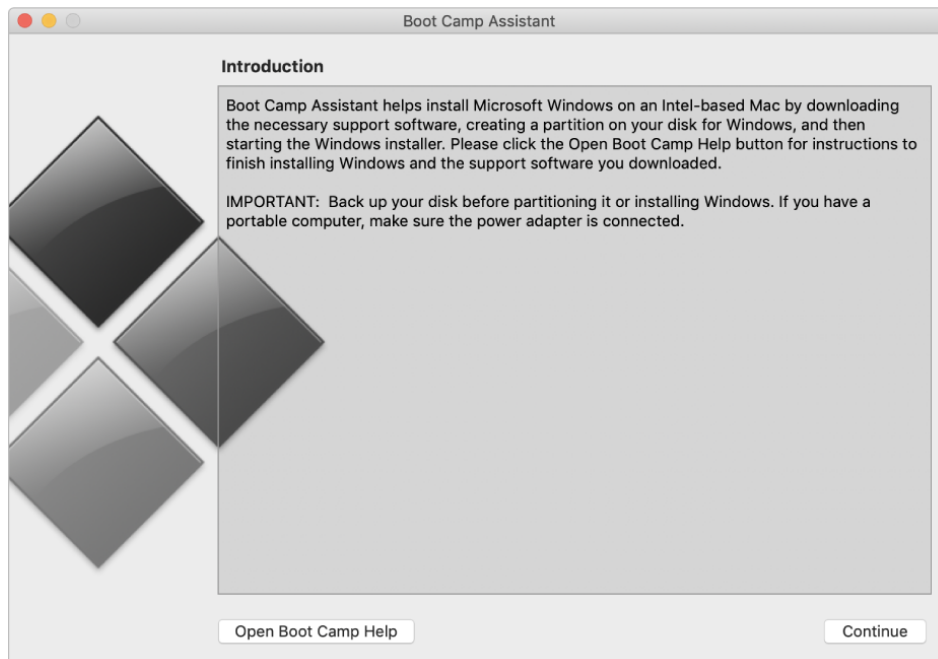 Boot Camp Assistant
Introduction
Boot Camp Assistant helps install Microsoft Windows on an Intel-based Mac by downloading
the necessary support software, creating a partition on your disk for Windows, and then
starting the Windows installer. Please click the Open Boot Camp Help button for instructions to
finish installing Windows and the support software you downloaded.
IMPORTANT:  Back up your disk before partitioning it or installing Windows. If you have a
portable computer, make sure the power adapter is connected.
Open Boot Camp Help
Continue